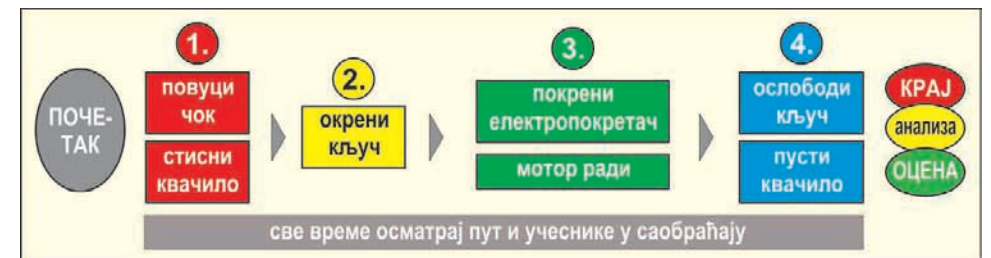 ПОЧЕ-
ТАК
1.
повуци
чок
стисни
квачило
2.
окрени
кључ
3.
покрени
електропокретач
мотор ради
4.
ослободи
кључ
пусти
квачило
КРАЈ
анализа
ОЦЕНА
све време осматрај пут и учеснике у саобраћају